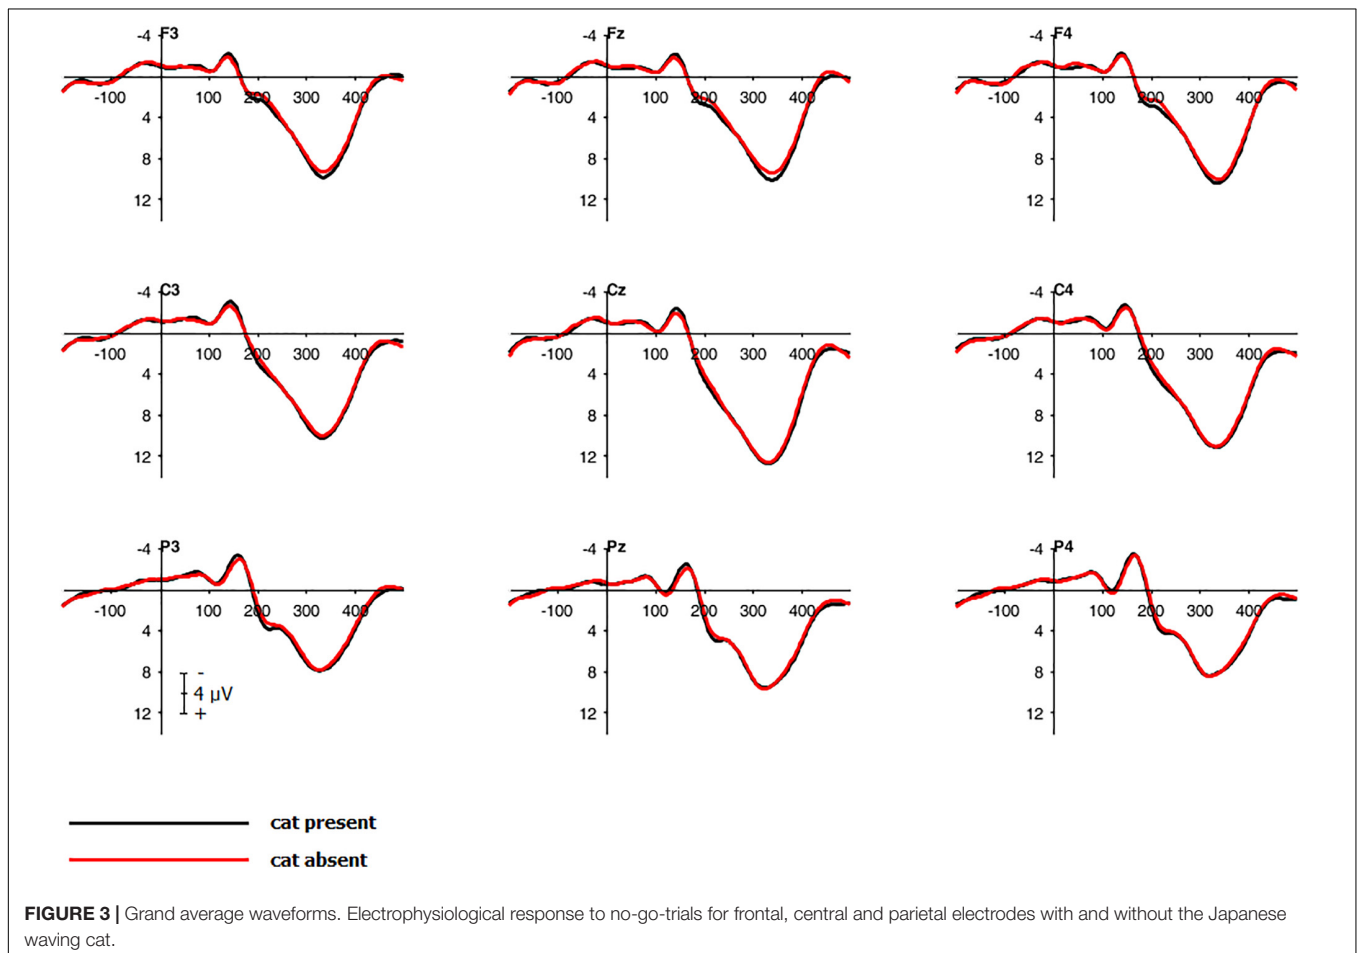 F3 Fz F4
-4 -4 -4
-100 100 200 300 400 -100 100 200 300 400 -100 100 200 300 400
4 4 4
8 8 8
12 12 12
C3 Cz C4
-4 -4 -4
-100 100 200 300 400 -100 100 200 300 400 -100 100 200 300 400
4 4 4
8 8 8
12 12 12
P3 Pz P4
-4 -4 -4
-100 100 200 300 400 -100 100 200 300 400 -100 100 200 300 400
4 4 4
8 - 8 8
4 µV
12 + 12 12
cat present
cat absent
FIGURE 3 | Grand average waveforms. Electrophysiological response to no-go-trials for frontal, central and parietal electrodes with and without the Japanese
waving cat.